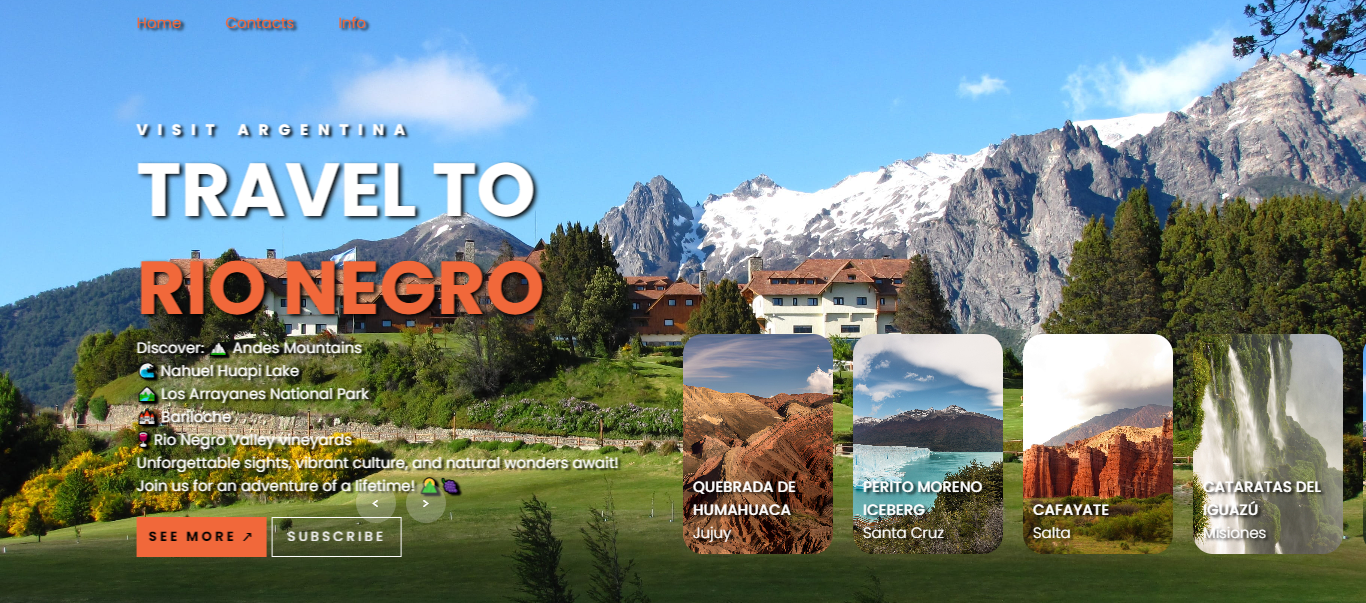 Home Contacts Info
VISIT ARGENTINA
TRAVEL TO
RIO NEGRO
Discover: 🏔️ Andes Mountains
🌊 Nahuel Huapi Lake
🏞️ Los Arrayanes National Park
🏘️ Bariloche
🍷 Rio Negro Valley vineyards
Unforgettable sights, vibrant culture, and natural wonders await!
Join us for an adventure of a lifetime! 🌄🍇
< >
SEE MORE ↗ SUBSCRIBE
QUEBRADA DE
HUMAHUACA
Jujuy
PERITO MORENO
ICEBERG
Santa Cruz
CAFAYATE
Salta
CATARATAS DEL
IGUAZÚ
Misiones